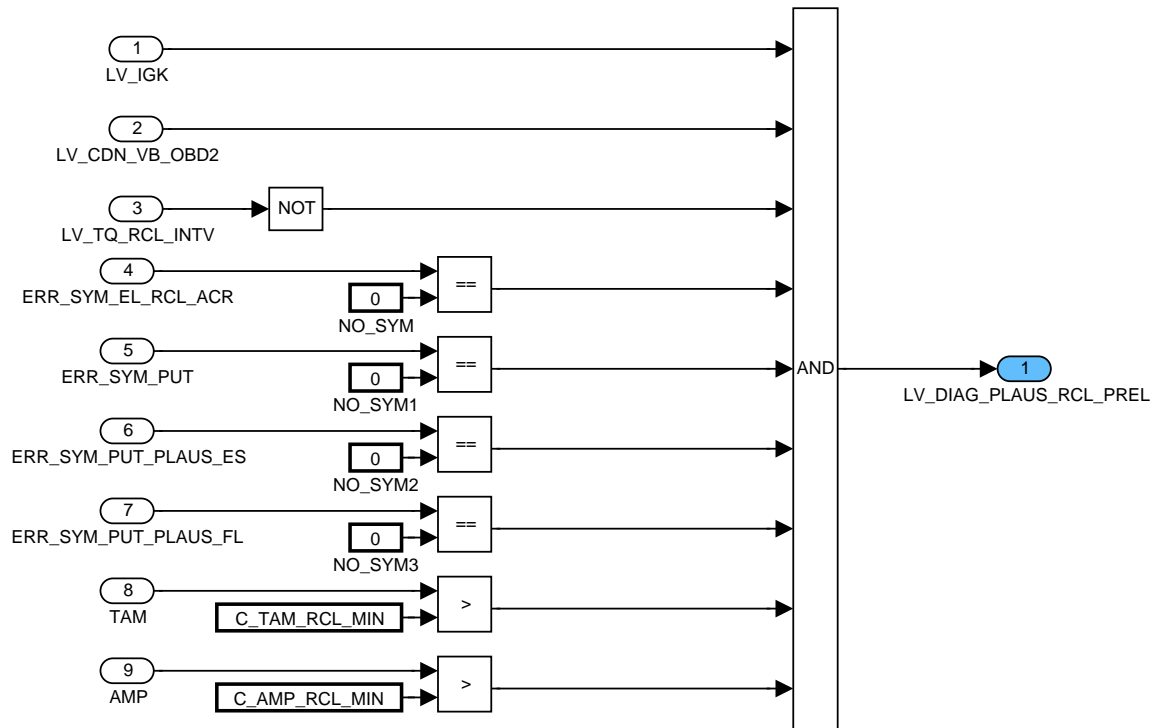 1
LV_IGK
2
LV_CDN_VB_OBD2
3
NOT
LV_TQ_RCL_INTV
4
ERR_SYM_EL_RCL_ACR
==
0
NO_SYM
5
ERR_SYM_PUT
==
0
NO_SYM1
AND
1
LV_DIAG_PLAUS_RCL_PREL
6
ERR_SYM_PUT_PLAUS_ES
==
0
NO_SYM2
7
ERR_SYM_PUT_PLAUS_FL
==
0
NO_SYM3
8
TAM
>
C_TAM_RCL_MIN
9
AMP
>
C_AMP_RCL_MIN